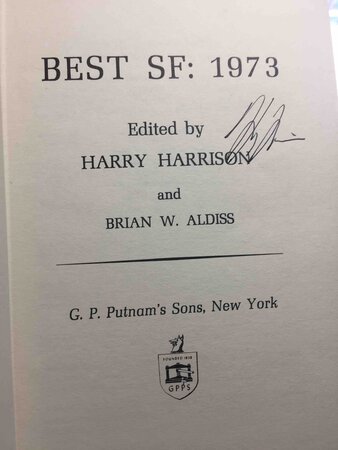 BEST SF: 1973
Edited by
HARRY HARRISON
and
BRIAN W. ALDISS
G. P. Putnam's Sons, New York
FOUNDED 1838
GPPS